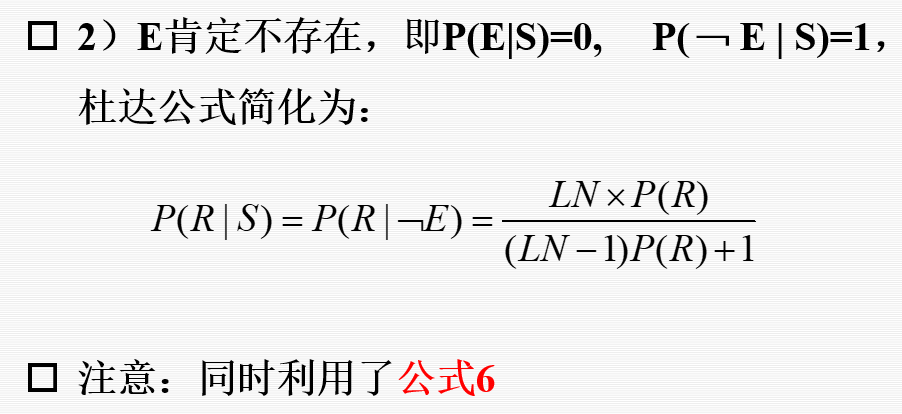 □ 2）E肯定不存在，即P(E|S)=0, P(﹁ E | S)=1，
杜达公式简化为：
P(R | S) = P(R | ¬E) = \frac{LN × P(R)}{(LN − 1)P(R) + 1}
□ 注意：同时利用了公式6